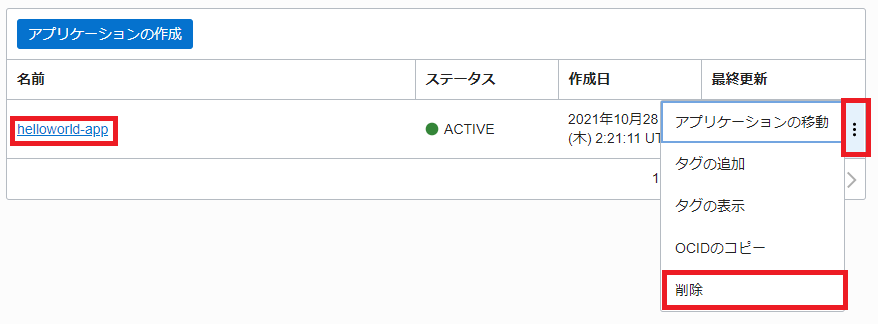 アプリケーションの作成
名前 ステータス 作成日 最終更新
helloworld-app ACTIVE 2021年10月28
(木) 2:21:11 UT
アプリケーションの移動
タグの追加
1
タグの表示
OCIDのコピー
削除